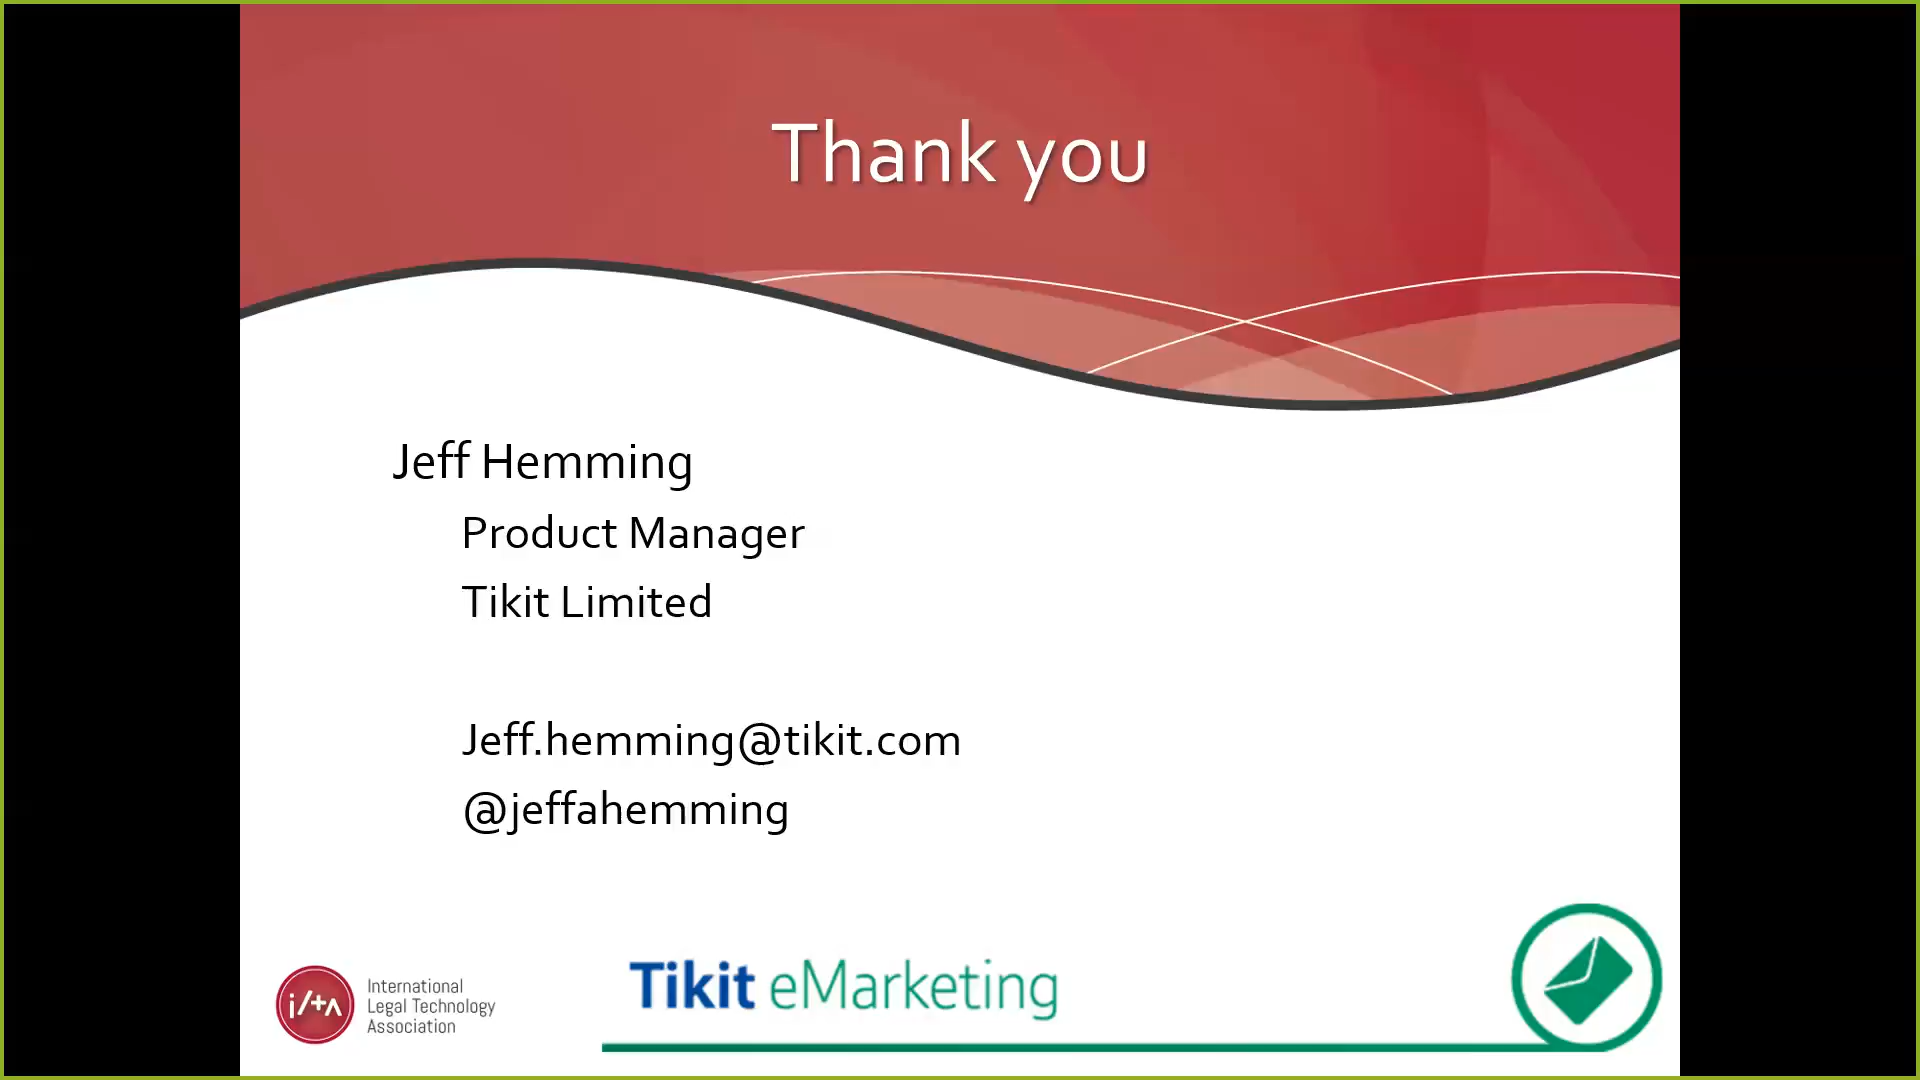 Thank you
Jeff Hemming
Product Manager
Tikit Limited
Jeff.hemming@tikit.com
@jeffahemming
ilta
International
Legal Technology
Association
Tikit eMarketing